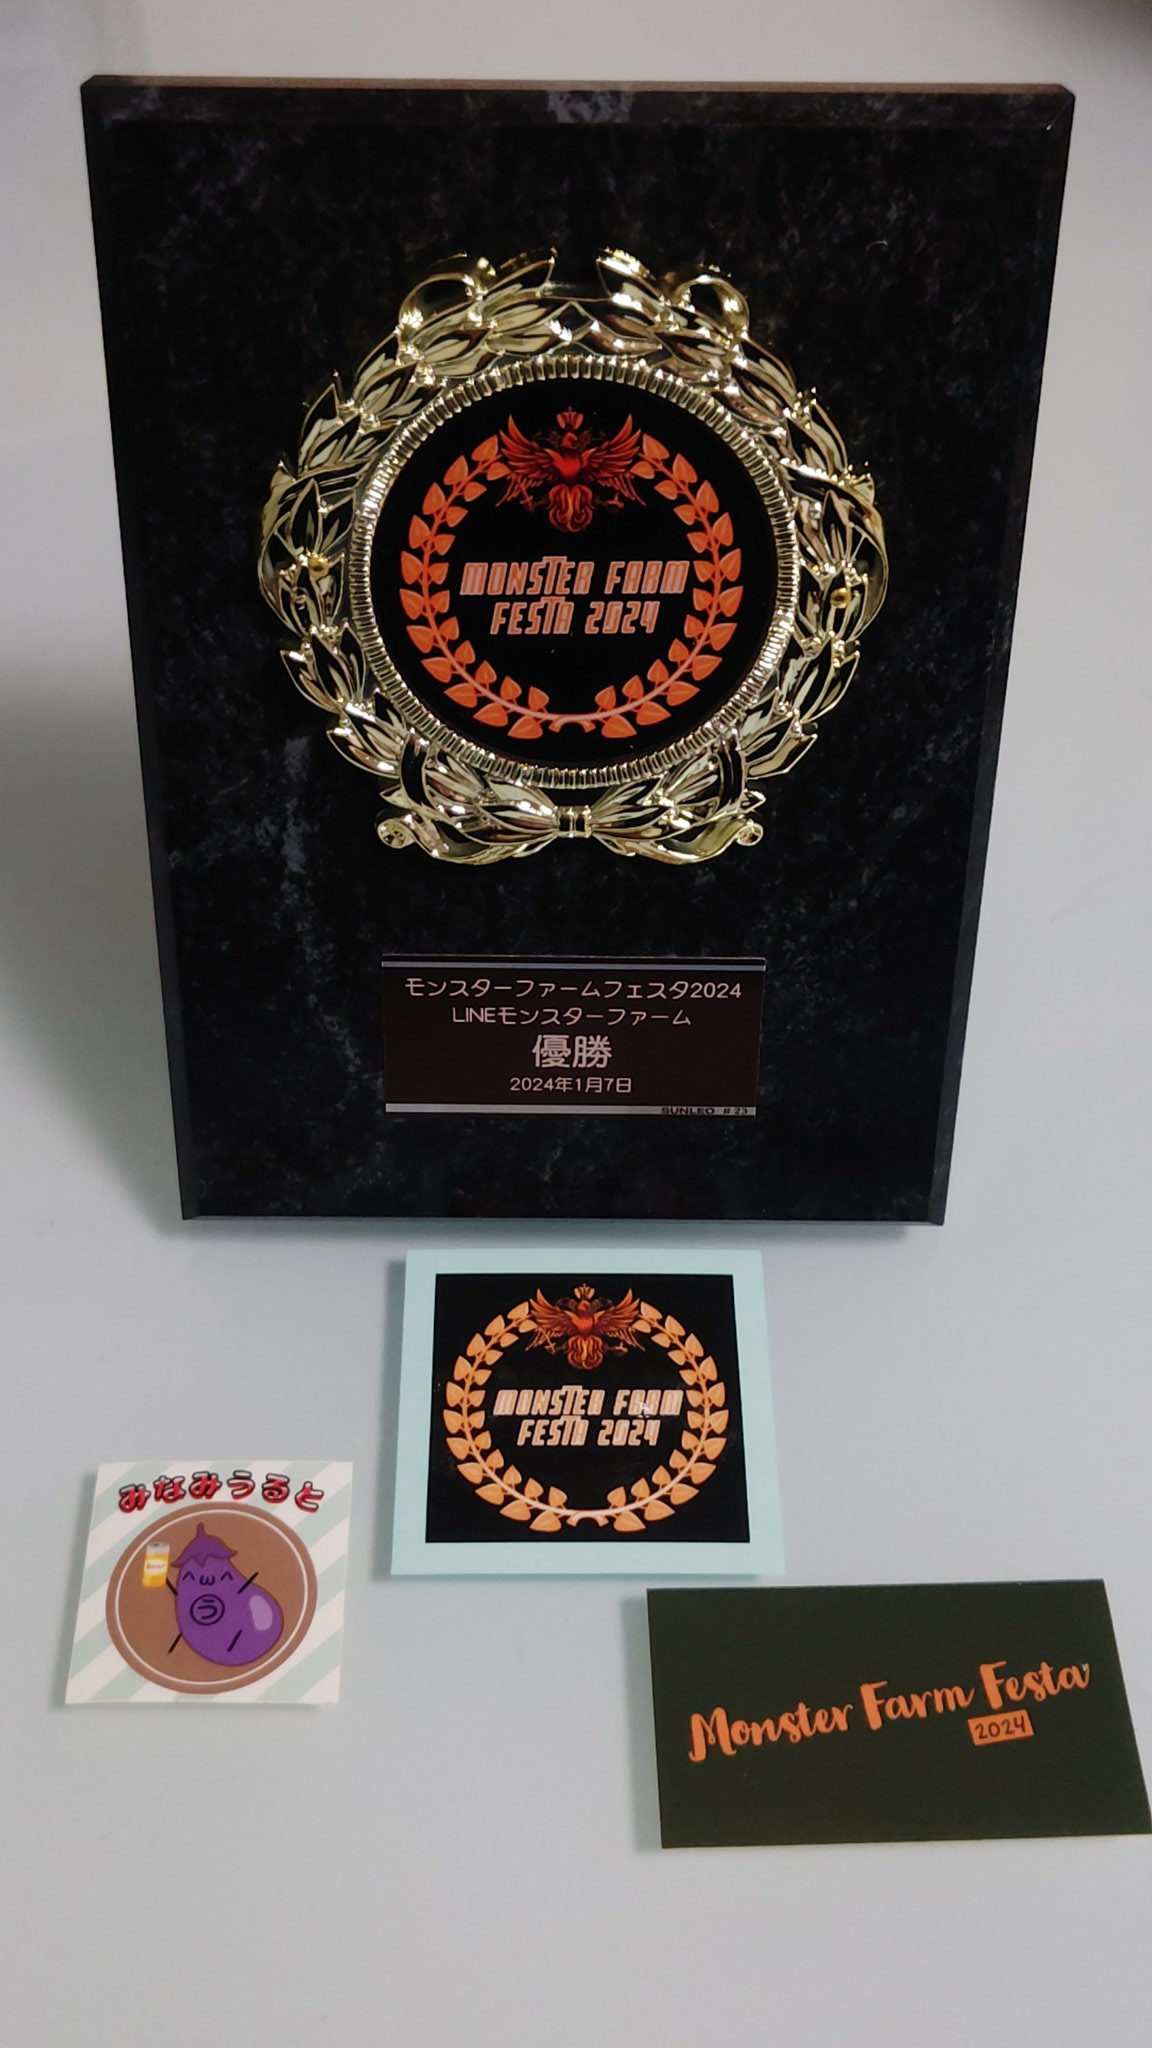 MONSTER FARM
FESTA 2024
モンスターファームフェスタ2024
LINEモンスターファーム
優勝
2024年1月7日
SUNLEO #23
MONSTER FARM
FESTA 2024
みなみうると
う
Monster Farm Festa
2024